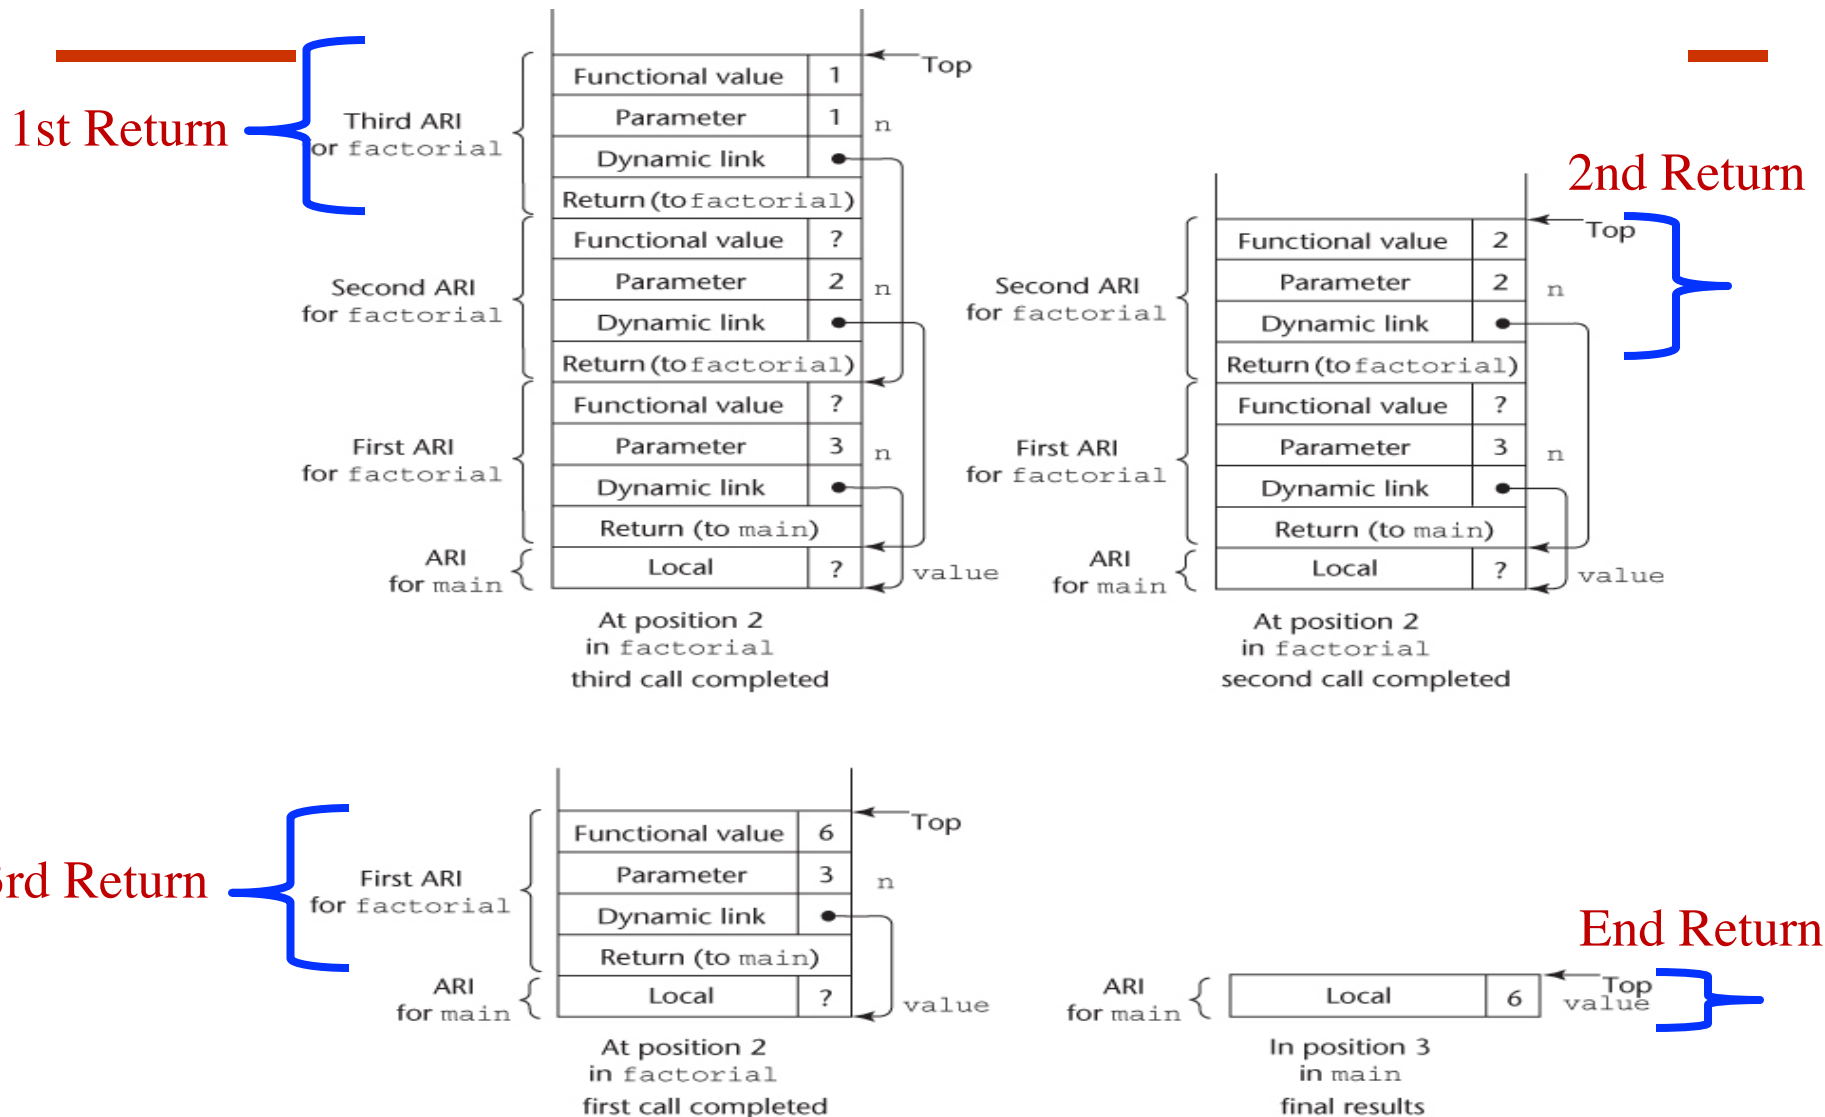 1st Return
Top
Functional value 1
Third ARI
Parameter 1 n
or factorial
Dynamic link
Return (to factorial)
Functional value ?
Second ARI
Parameter 2 n
for factorial
Dynamic link
Return (to factorial)
Functional value ?
First ARI
Parameter 3 n
for factorial
Dynamic link
Return (to main)
ARI
Local ?
for main
value
At position 2
in factorial
third call completed
2nd Return
Top
Functional value 2
Second ARI
Parameter 2 n
for factorial
Dynamic link
Return (to factorial)
Functional value ?
First ARI
Parameter 3 n
for factorial
Dynamic link
Return (to main)
ARI
Local ?
for main
value
At position 2
in factorial
second call completed
3rd Return
Top
Functional value 6
First ARI
Parameter 3 n
for factorial
Dynamic link
Return (to main)
ARI
Local ?
for main
value
At position 2
in factorial
first call completed
End Return
Top
ARI
Local 6
value
for main
In position 3
in main
final results